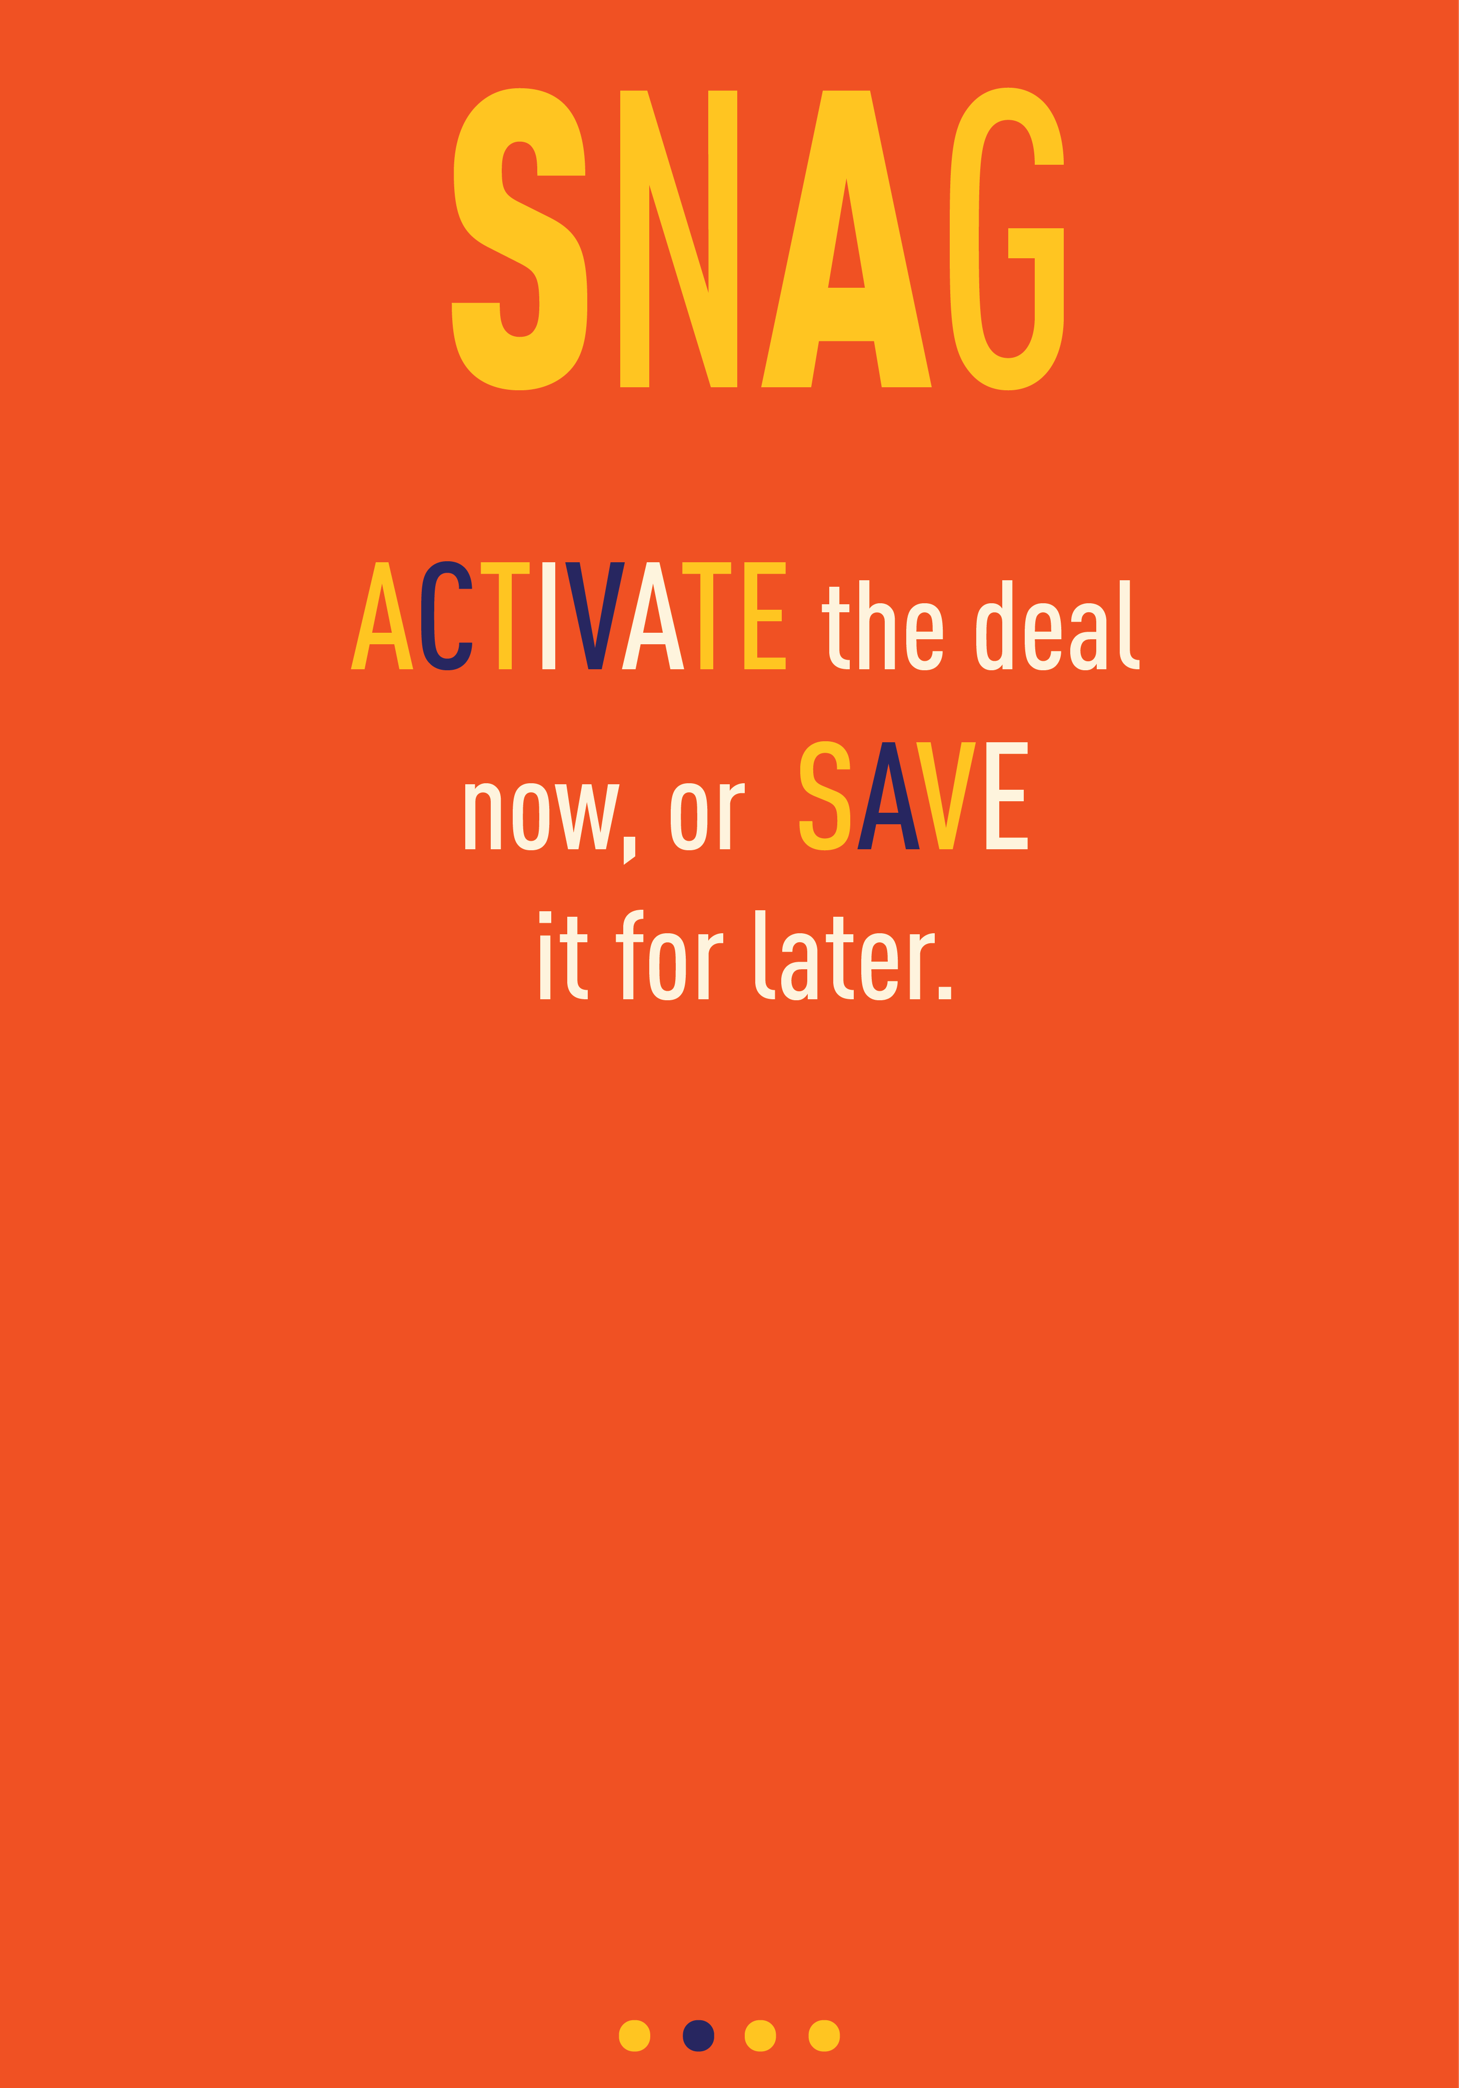 SNAG
ACTIVATE the deal
now, or SAVE
it for later.